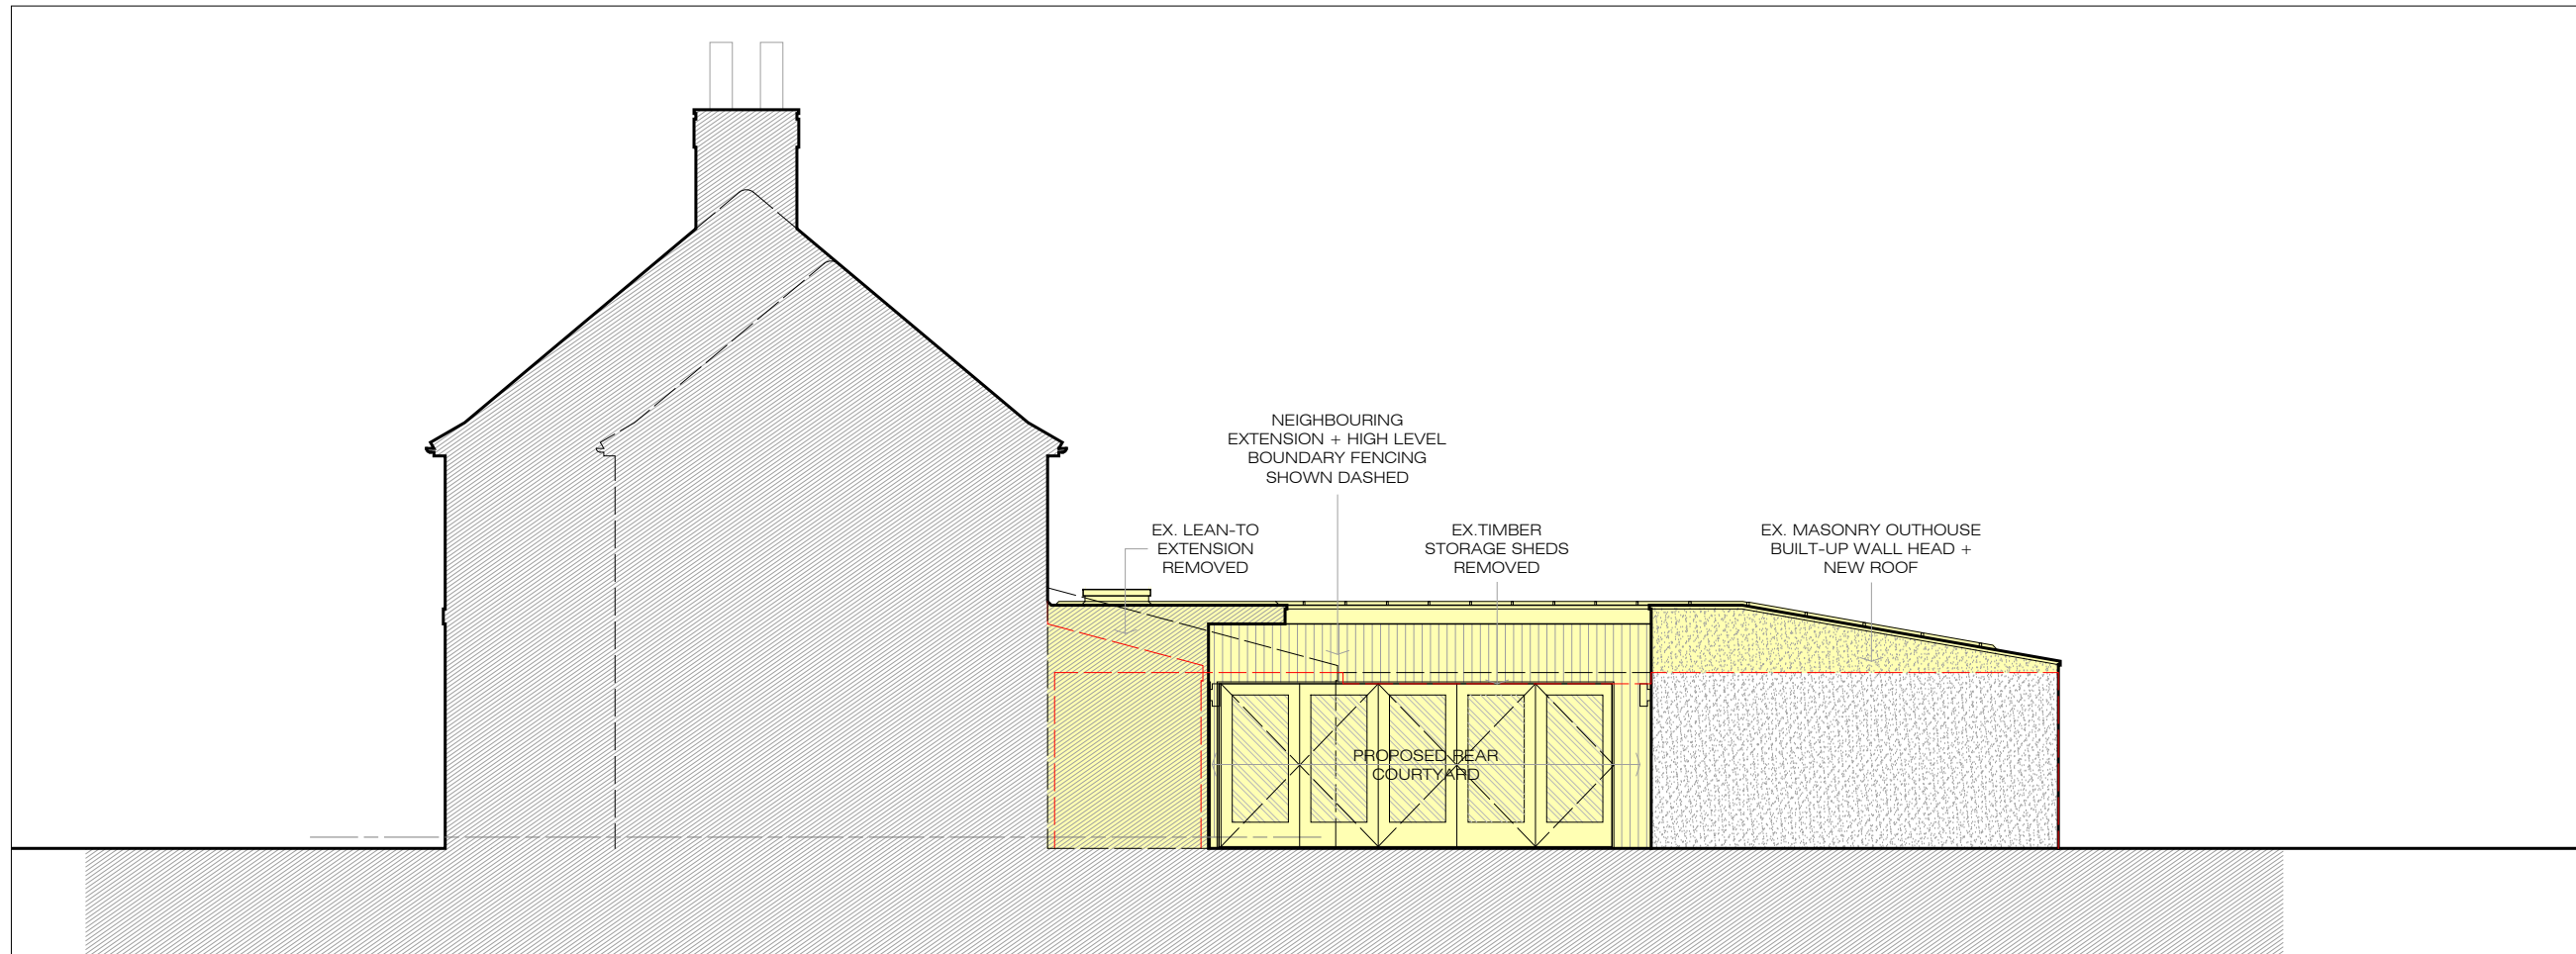 NEIGHBOURING
EXTENSION + HIGH LEVEL
BOUNDARY FENCING
SHOWN DASHED
EX. LEAN-TO
EXTENSION
REMOVED
EX.TIMBER
STORAGE SHEDS
REMOVED
EX. MASONRY OUTHOUSE
BUILT-UP WALL HEAD +
NEW ROOF
PROPOSED REAR
COURTYARD